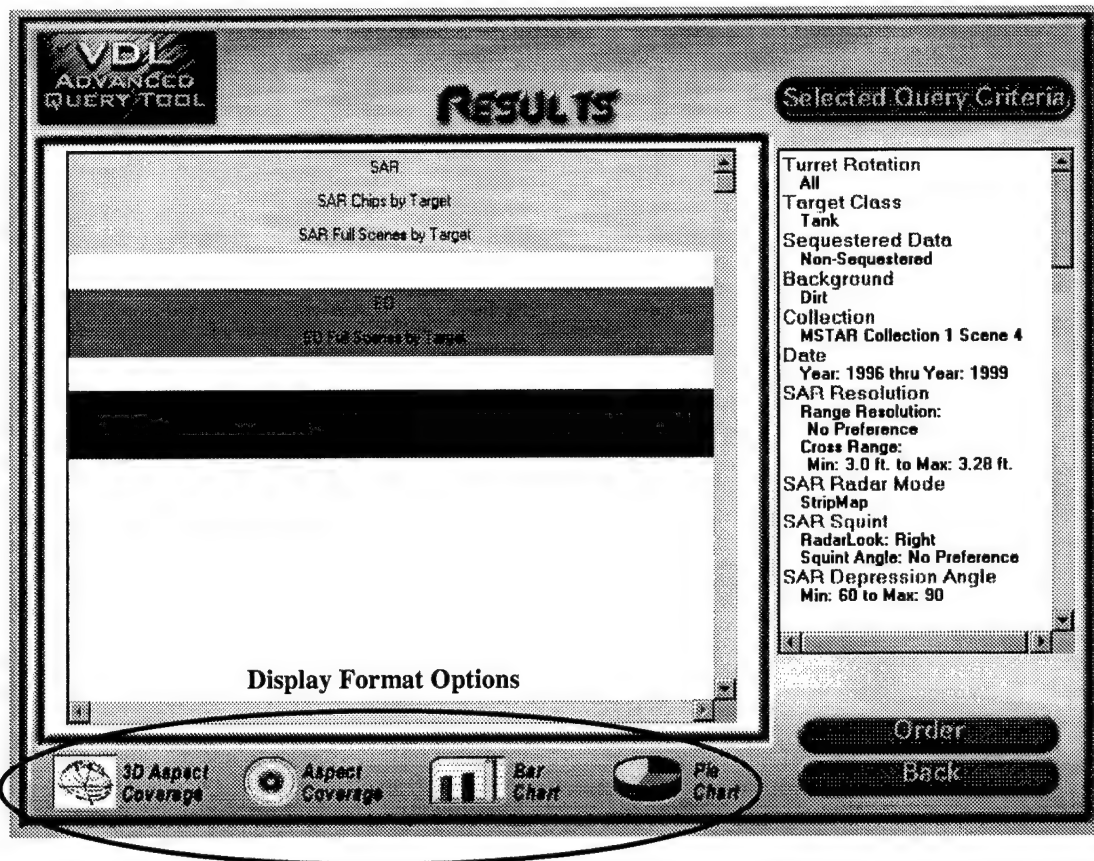 VDL
ADVANCED
QUERY TOOL
RESULTS
Selected Query Criteria
SAR
SAR Chips by Target
SAR Full Scenes by Target
EO
EO Full Scenes by Target
Display Format Options
Turret Rotation
All
Target Class
Tank
Sequestered Data
Non-Sequestered
Background
Dirt
Collection
MSTAR Collection 1 Scene 4
Date
Year: 1996 thru Year: 1999
SAR Resolution
Range Resolution:
No Preference
Cross Range:
Min: 3.0 ft. to Max: 3.28 ft.
SAR Radar Mode
StripMap
SAR Squint
RadarLook: Right
Squint Angle: No Preference
SAR Depression Angle
Min: 60 to Max: 90
Order
Back
3D Aspect
Coverage
Aspect
Coverage
Bar
Chart
Pie
Chart